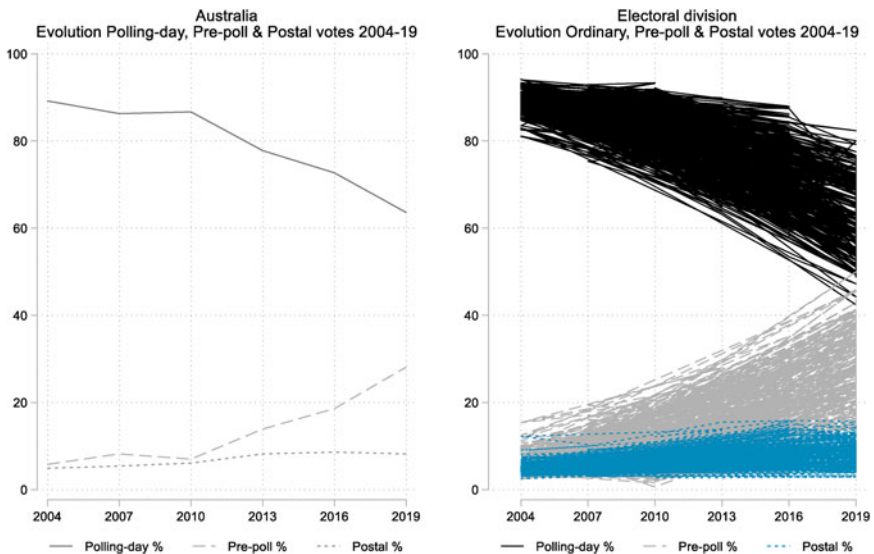 Australia
Evolution Polling-day, Pre-poll & Postal votes 2004-19
100
80
60
40
20
0
2004 2007 2010 2013 2016 2019
Polling-day % Pre-poll % Postal %
Electoral division
Evolution Ordinary, Pre-poll & Postal votes 2004-19
100
80
60
40
20
0
2004 2007 2010 2013 2016 2019
Polling-day % Pre-poll % Postal %